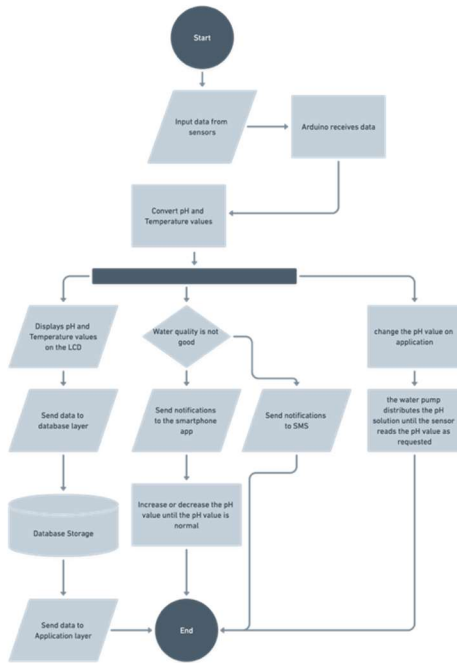 Start
Input data from
sensors
Arduino receives data
Convert pH and
Temperature values
Displays pH and
Temperature values
on the LCD
Water quality is not
good
change the pH value on
application
Send data to
database layer
Send notifications
to the smartphone
app
Send notifications
to SMS
the water pump
distributes the pH
solution until the sensor
reads the pH value as
requested
Database Storage
Increase or decrease the pH
value until the pH value is
normal
Send data to
Application layer
End